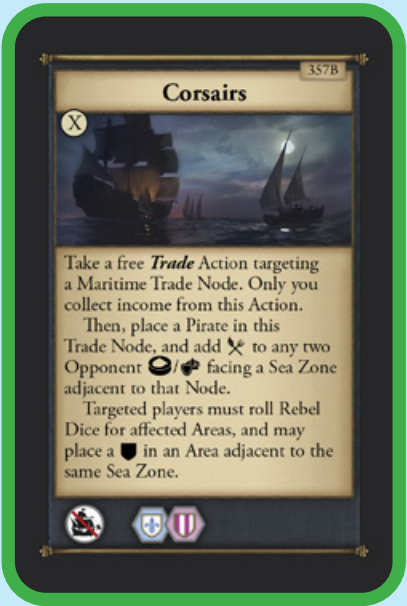 357B
Corsairs
X
Take a free Trade Action targeting
a Maritime Trade Node. Only you
collect income from this Action.
Then, place a Pirate in this
Trade Node, and add to any two
Opponent / facing a Sea Zone
adjacent to that Node.
Targeted players must roll Rebel
Dice for affected Areas, and may
place a in an Area adjacent to the
same Sea Zone.